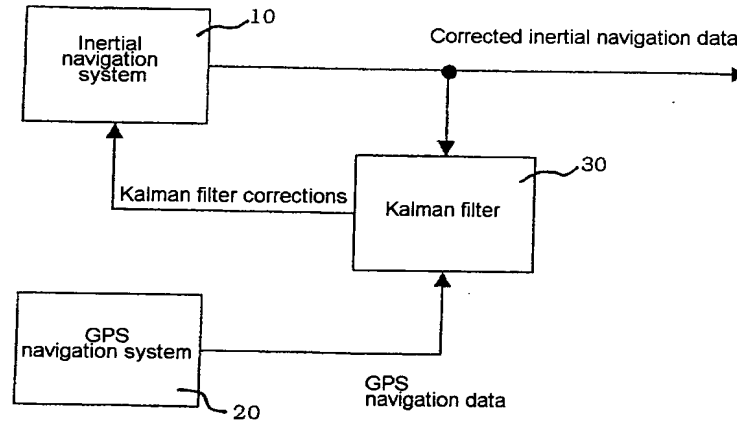 10
Inertial
navigation
system
Corrected inertial navigation data
30
Kalman filter corrections
Kalman filter
GPS
navigation system
20
GPS
navigation data